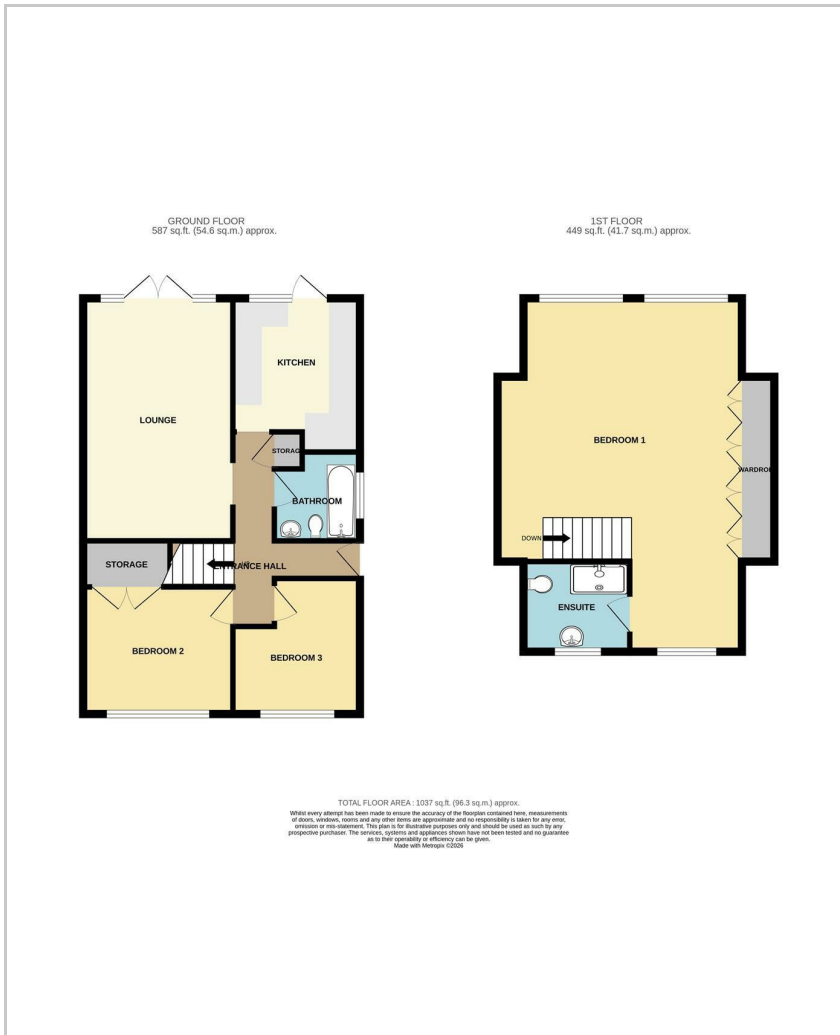 GROUND FLOOR
587 sq.ft. (54.6 sq.m.) approx.
1ST FLOOR
449 sq.ft. (41.7 sq.m.) approx.
KITCHEN
LOUNGE
STORAG
BATHROOM
STORAGE
ENTRANCE HALL
BEDROOM 2
BEDROOM 3
BEDROOM 1
WARDROB
DOWN
ENSUITE
TOTAL FLOOR AREA : 1037 sq.ft. (96.3 sq.m.) approx.
Whilst every attempt has been made to ensure the accuracy of the floorplan contained here, measurements
of doors, windows, rooms and any other items are approximate and no responsibility is taken for any error,
omission or mis-statement. This plan is for illustrative purposes only and should be used as such by any
prospective purchaser. The services, systems and appliances shown have not been tested and no guarantee
as to their operability or efficiency can be given.
Made with Metropix ©2026